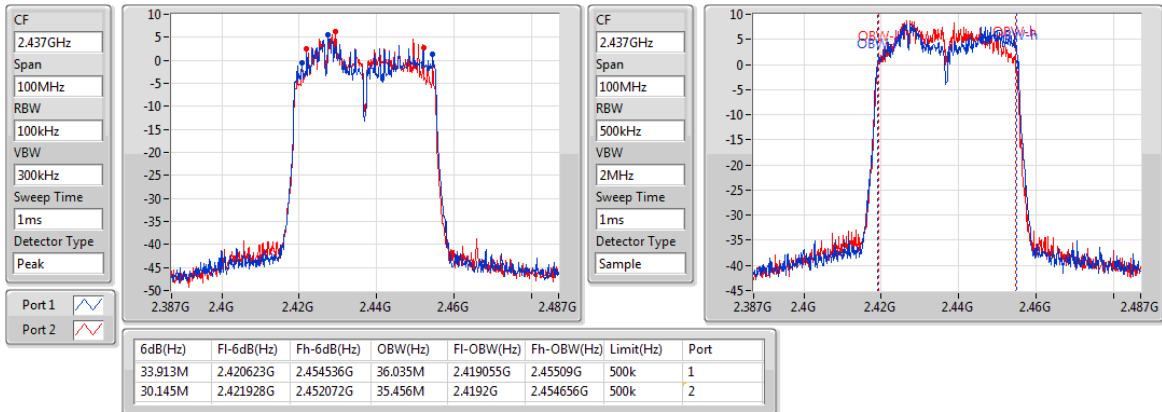 CF
2.437GHz
Span
100MHz
RBW
100kHz
VBW
300kHz
Sweep Time
1ms
Detector Type
Peak
Port 1
Port 2
10
5
0
-5
-10
-15
-20
-25
-30
-35
-40
-45
-50
2.387G 2.4G 2.42G 2.44G 2.46G 2.487G
CF
2.437GHz
Span
100MHz
RBW
500kHz
VBW
2MHz
Sweep Time
1ms
Detector Type
Sample
10
5
0
-5
-10
-15
-20
-25
-30
-35
-40
-45
OBW-h
2.387G 2.4G 2.42G 2.44G 2.46G 2.487G
6dB(Hz) Fl-6dB(Hz) Fh-6dB(Hz) OBW(Hz) Fl-OBW(Hz) Fh-OBW(Hz) Limit(Hz) Port
33.913M 2.420623G 2.454536G 36.035M 2.419055G 2.45509G 500k 1
30.145M 2.421928G 2.452072G 35.456M 2.4192G 2.454656G 500k 2